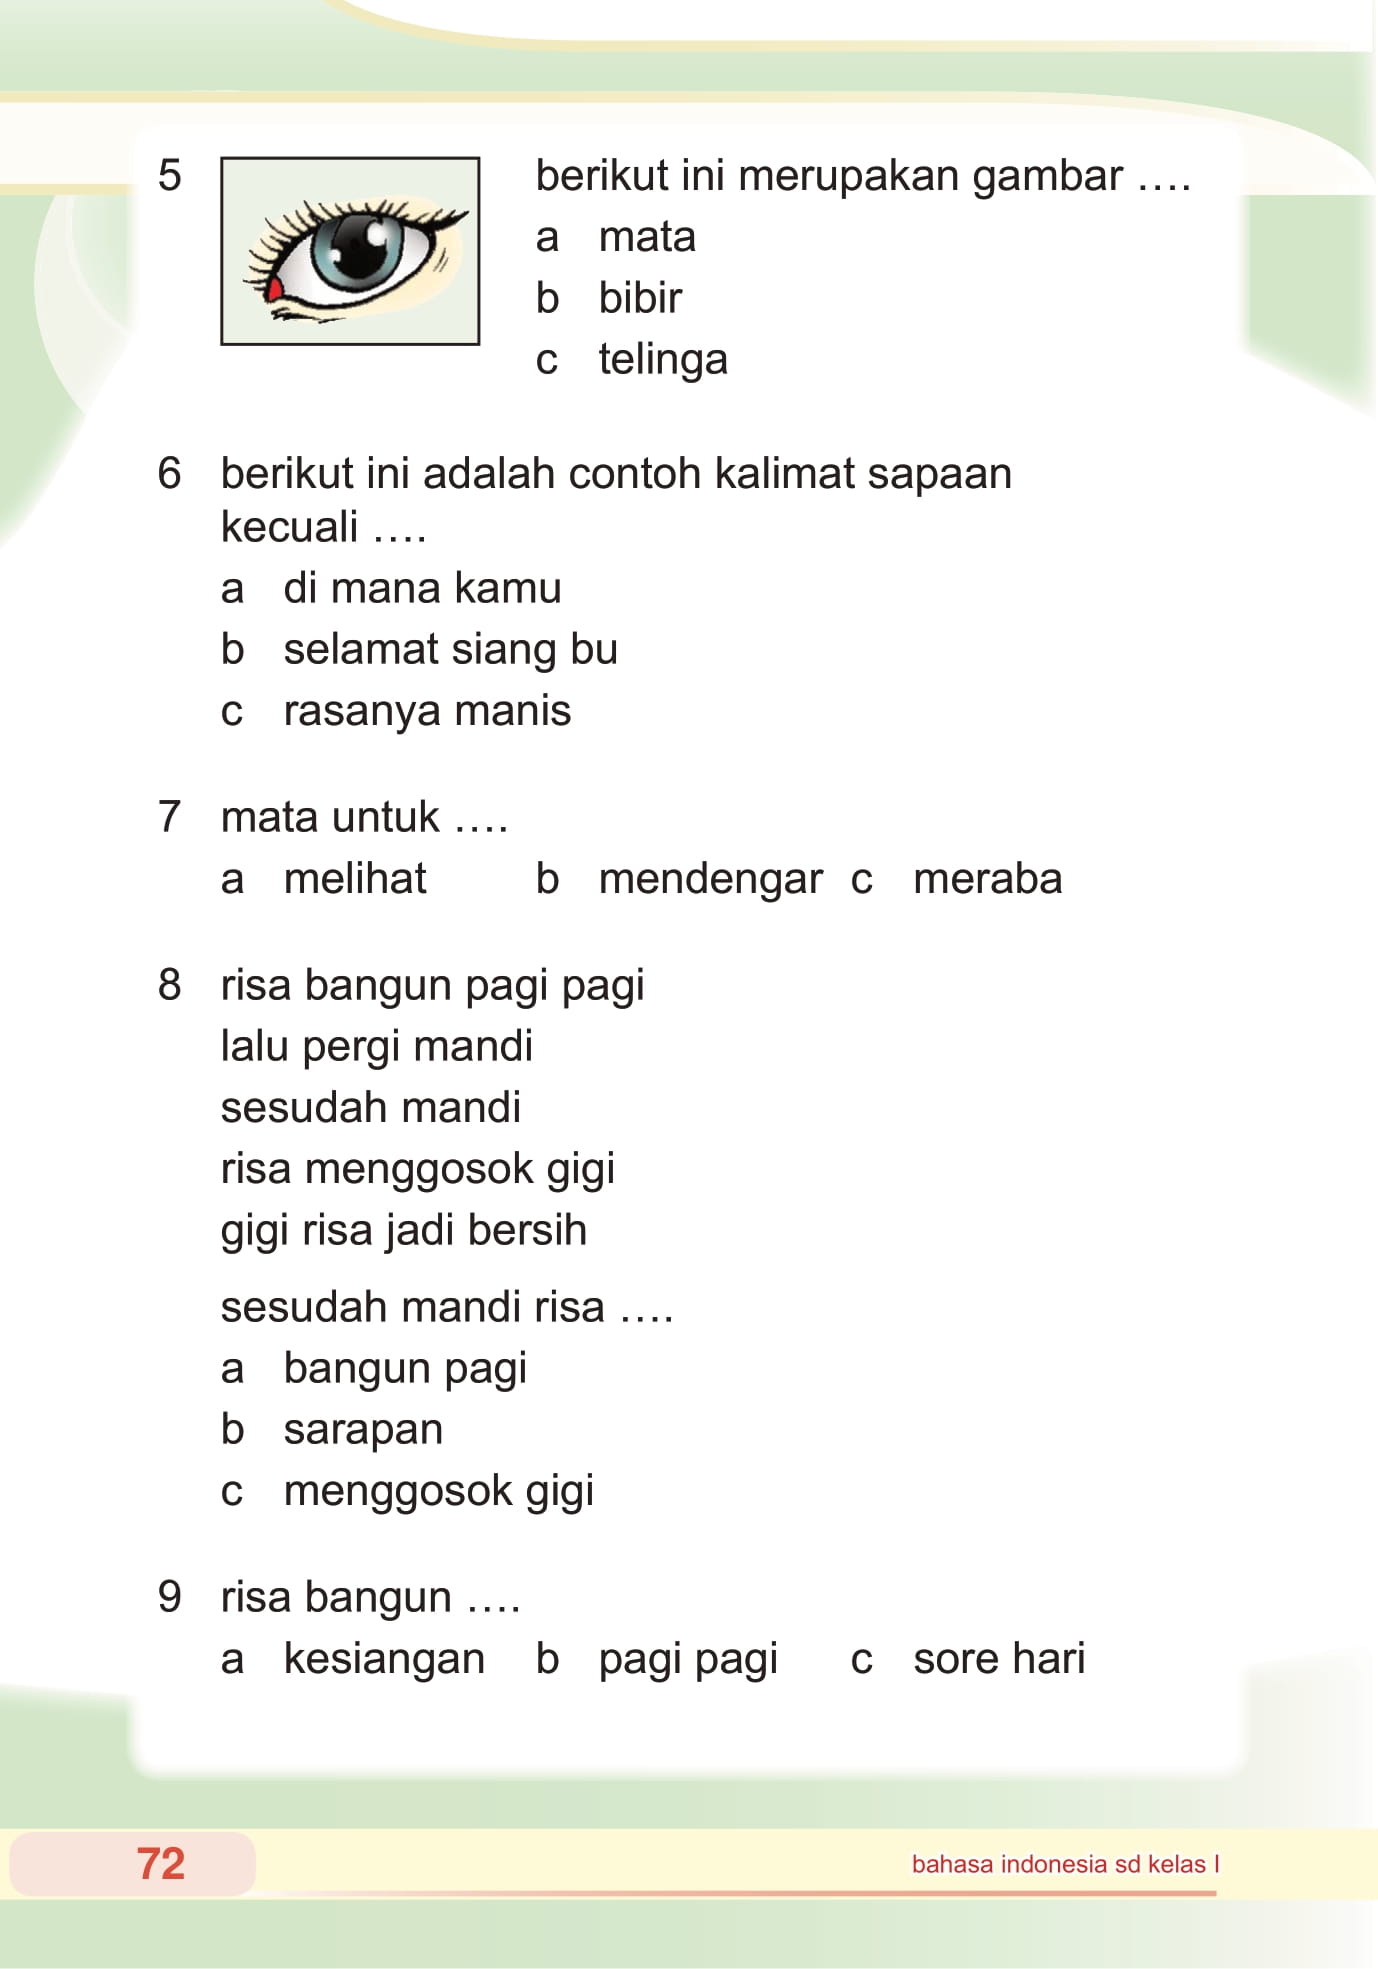 5 berikut ini merupakan gambar ....
a mata
b bibir
c telinga
6 berikut ini adalah contoh kalimat sapaan
kecuali ....
a di mana kamu
b selamat siang bu
c rasanya manis
7 mata untuk ....
a melihat b mendengar c meraba
8 risa bangun pagi pagi
lalu pergi mandi
sesudah mandi
risa menggosok gigi
gigi risa jadi bersih
sesudah mandi risa ....
a bangun pagi
b sarapan
c menggosok gigi
9 risa bangun ....
a kesiangan b pagi pagi c sore hari
72 bahasa indonesia sd kelas I